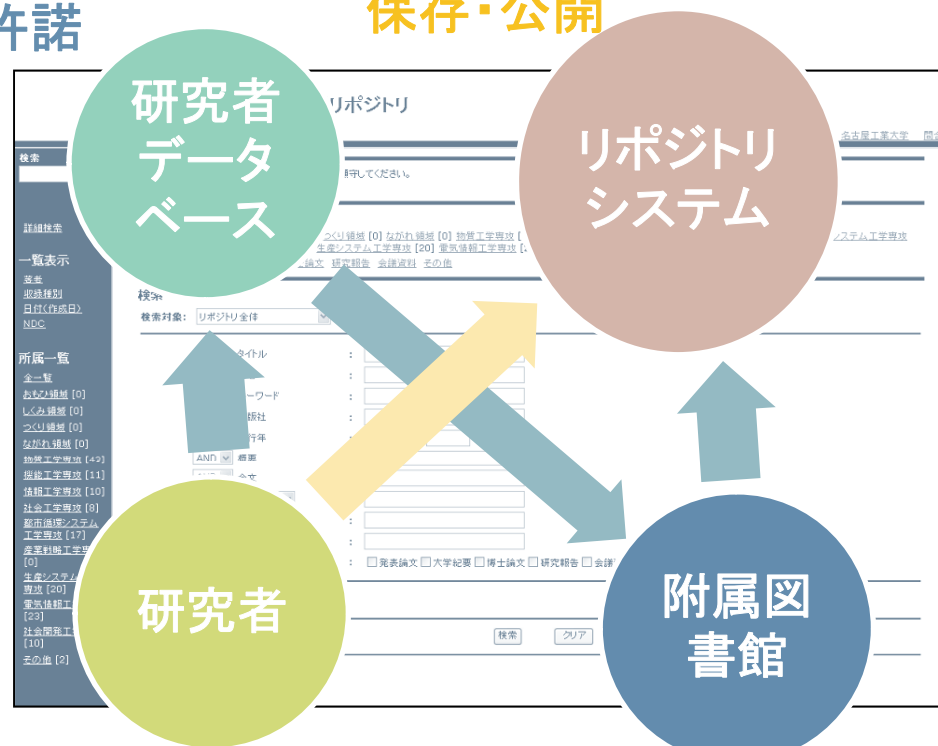 許諾
保存・公開
研究者
データ
ベース
リポジトリ
システム
リポジトリ
名古屋工業大学
検索
守してください。
詳細検索
つくり領域 [0] ながれ領域 [0] 物質工学専攻 [
システム工学専攻
生産システム工学専攻 [20] 電気情報工学専攻 [
論文 研究報告 会議資料 その他
一覧表示
著者
収録種別
日付(作成日)
NDC
検索
検索対象: リポジトリ全体
所属一覧
全一覧
おもひ領域 [0]
しくみ領域 [0]
つくり領域 [0]
ながれ領域 [0]
物質工学専攻 [42]
機能工学専攻 [11]
情報工学専攻 [10]
社会工学専攻 [8]
都市循環システム
工学専攻 [17]
産業戦略工学専
[0]
生産システム
専攻 [20]
電気情報工
[23]
社会開発工
[10]
その他 [2]
タイトル :
:
ーワード :
版社 :
行年 :
AND 概要
全文
:
:
: 発表論文 大学紀要 博士論文 研究報告 会議
検索 クリア
研究者
附属図
書館